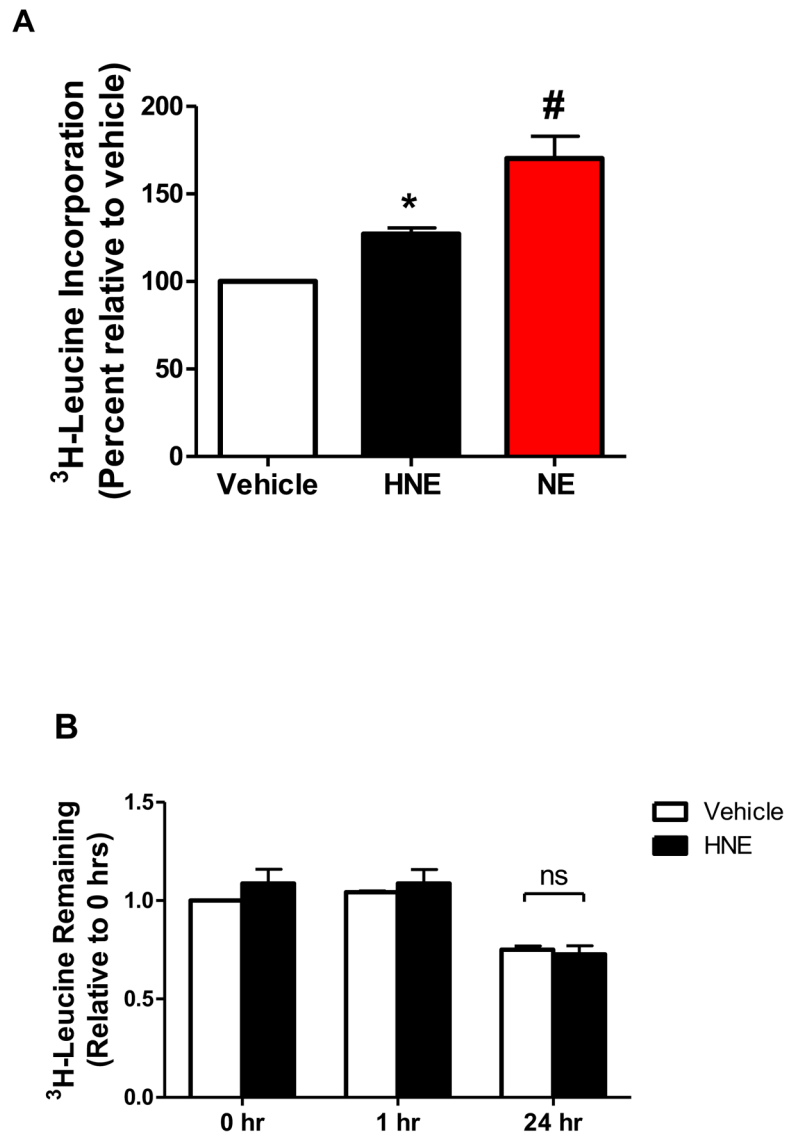 A
³H-Leucine Incorporation
(Percent relative to vehicle)
200
150
100
50
0
*
#
Vehicle HNE NE
B
³H-Leucine Remaining
(Relative to 0 hrs)
1.5
1.0
0.5
0.0
ns
0 hr 1 hr 24 hr
Vehicle
HNE